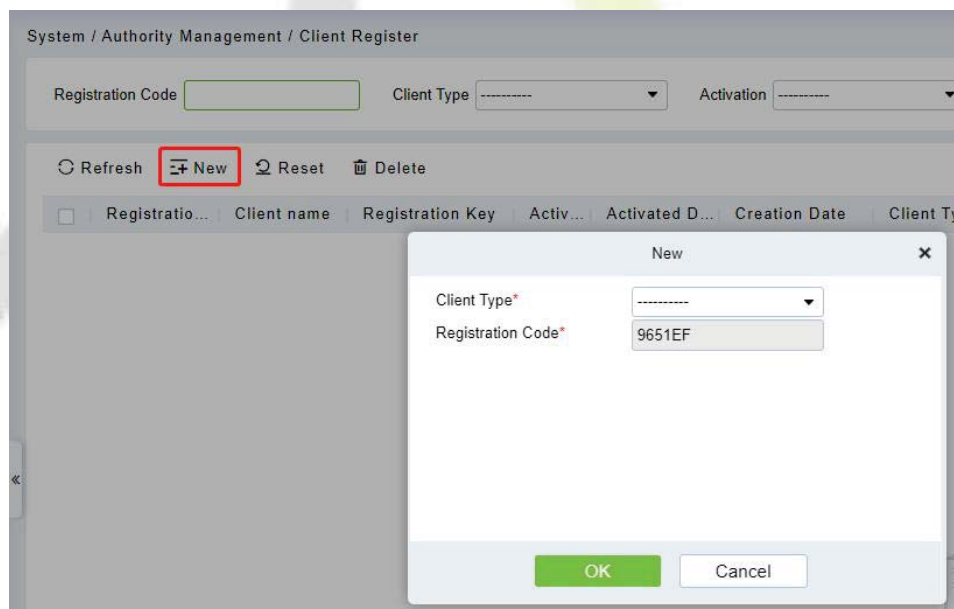 System / Authority Management / Client Register
Registration Code Client Type ---------- Activation ----------
Refresh New Reset Delete
Registratio... Client name Registration Key Activ... Activated D... Creation Date Client Ty
New
Client Type* ----------
Registration Code* 9651EF
«
OK Cancel